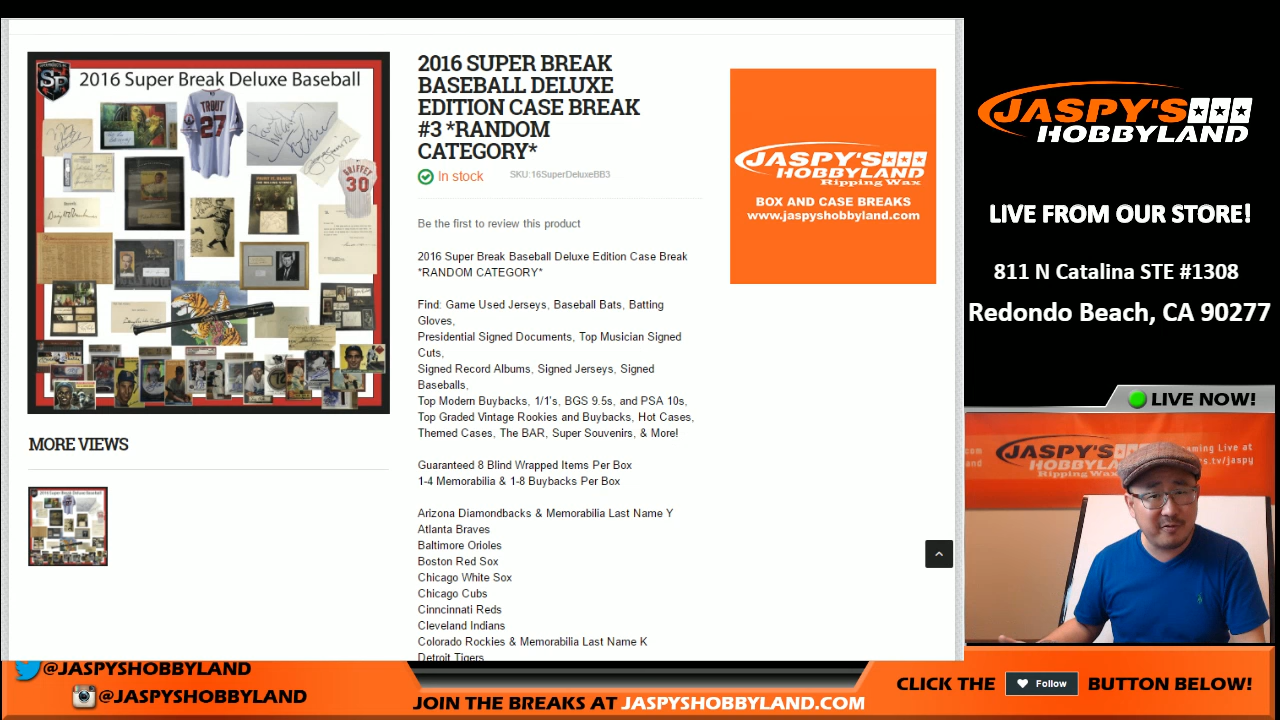 2016 Super Break Deluxe Baseball
SP
TROUT
27
GRIFFEY
30
MORE VIEWS
2016 SUPER BREAK
BASEBALL DELUXE
EDITION CASE BREAK
#3 *RANDOM
CATEGORY*
In stock
SKU:16SuperDeluxeBB3
Be the first to review this product
2016 Super Break Baseball Deluxe Edition Case Break
*RANDOM CATEGORY*
Find: Game Used Jerseys, Baseball Bats, Batting
Gloves,
Presidential Signed Documents, Top Musician Signed
Cuts,
Signed Record Albums, Signed Jerseys, Signed
Baseballs,
Top Modern Buybacks, 1/1's, BGS 9.5s, and PSA 10s,
Top Graded Vintage Rookies and Buybacks, Hot Cases,
Themed Cases, The BAR, Super Souvenirs, & More!
Guaranteed 8 Blind Wrapped Items Per Box
1-4 Memorabilia & 1-8 Buybacks Per Box
Arizona Diamondbacks & Memorabilia Last Name Y
Atlanta Braves
Baltimore Orioles
Boston Red Sox
Chicago White Sox
Chicago Cubs
Cinncinnati Reds
Cleveland Indians
Colorado Rockies & Memorabilia Last Name K
Detroit Tigers
JASPY'S
HOBBYLAND
Ripping Wax
BOX AND CASE BREAKS
www.jaspyshobbyland.com
JASPY'S
HOBBYLAND
LIVE FROM OUR STORE!
811 N Catalina STE #1308
Redondo Beach, CA 90277
LIVE NOW!
JASPY'S
HOBBYLAND
Ripping Wax
.com
and
aming Live at
s.tv/jaspy
@JASPYSHOBBYLAND
@JASPYSHOBBYLAND
JOIN THE BREAKS AT JASPYSHOBBYLAND.COM
CLICK THE Follow BUTTON BELOW!